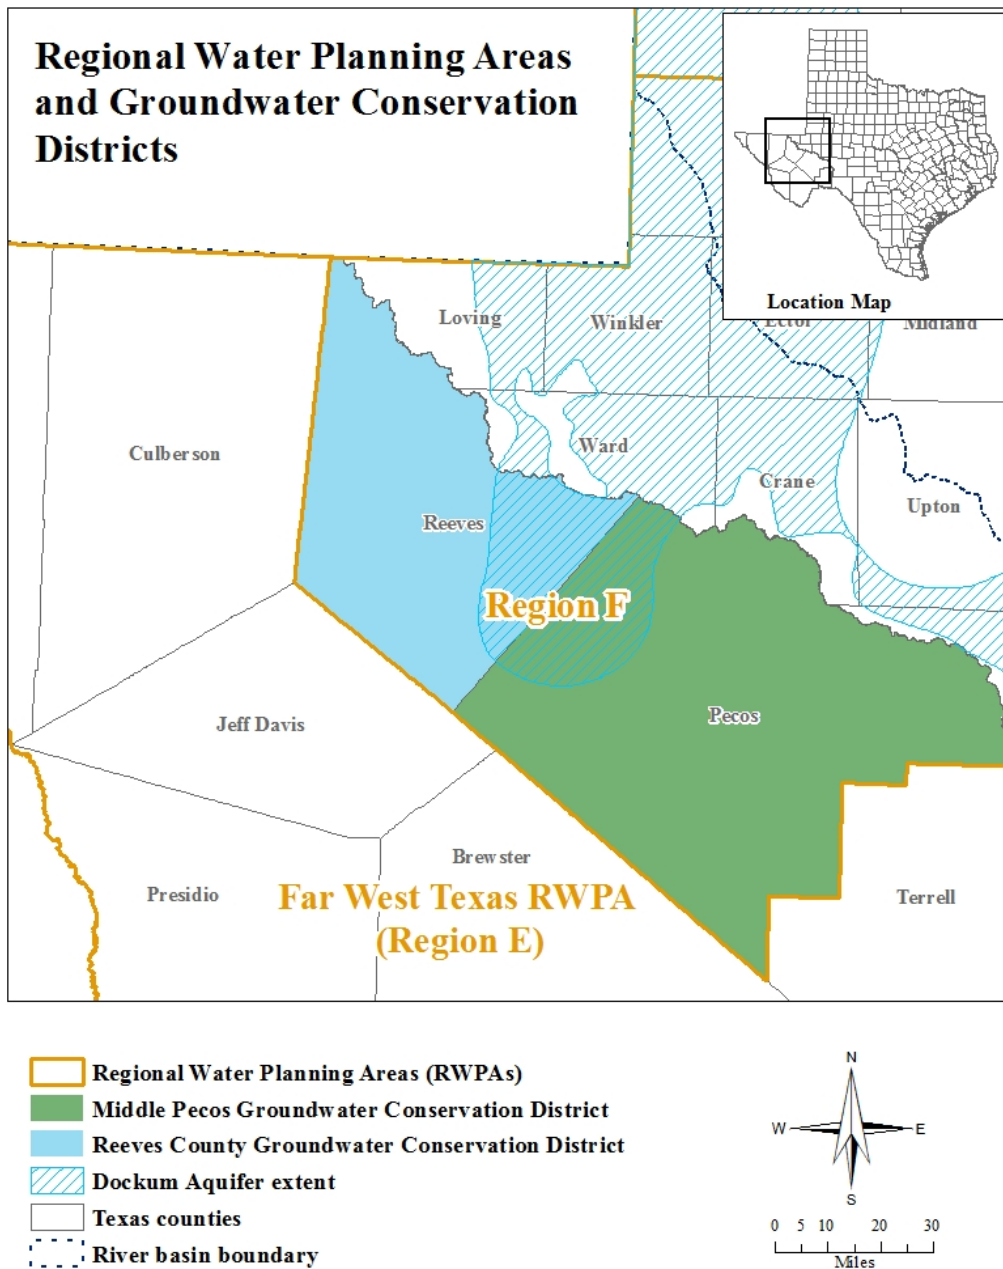 Regional Water Planning Areas
and Groundwater Conservation
Districts
Location Map
Loving
Winkler
Ector
Midland
Culberson
Ward
Crane
Upton
Reeves
Region F
Jeff Davis
Pecos
Brewster
Presidio
Far West Texas RWPA
(Region E)
Terrell
Regional Water Planning Areas (RWPAs)
Middle Pecos Groundwater Conservation District
Reeves County Groundwater Conservation District
Dockum Aquifer extent
Texas counties
River basin boundary
N
W
E
S
0 5 10 20 30
Miles